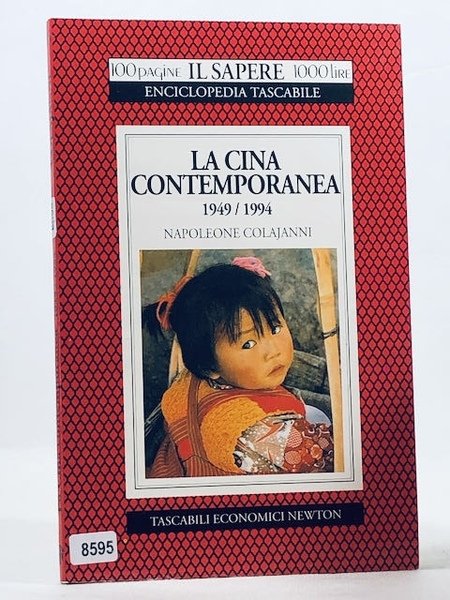 100 pagine IL SAPERE 1000 lire
ENCICLOPEDIA TASCABILE
LA CINA
CONTEMPORANEA
1949 / 1994
NAPOLEONE COLAJANNI
TASCABILI ECONOMICI NEWTON
8595